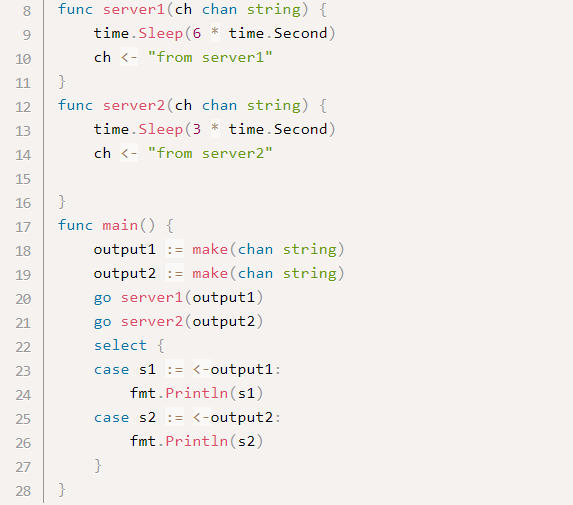 8 func server1(ch chan string) {
9     time.Sleep(6 * time.Second)
10     ch <- "from server1"
11 }
12 func server2(ch chan string) {
13     time.Sleep(3 * time.Second)
14     ch <- "from server2"
15
16 }
17 func main() {
18     output1 := make(chan string)
19     output2 := make(chan string)
20     go server1(output1)
21     go server2(output2)
22     select {
23     case s1 := <-output1:
24         fmt.Println(s1)
25     case s2 := <-output2:
26         fmt.Println(s2)
27     }
28 }